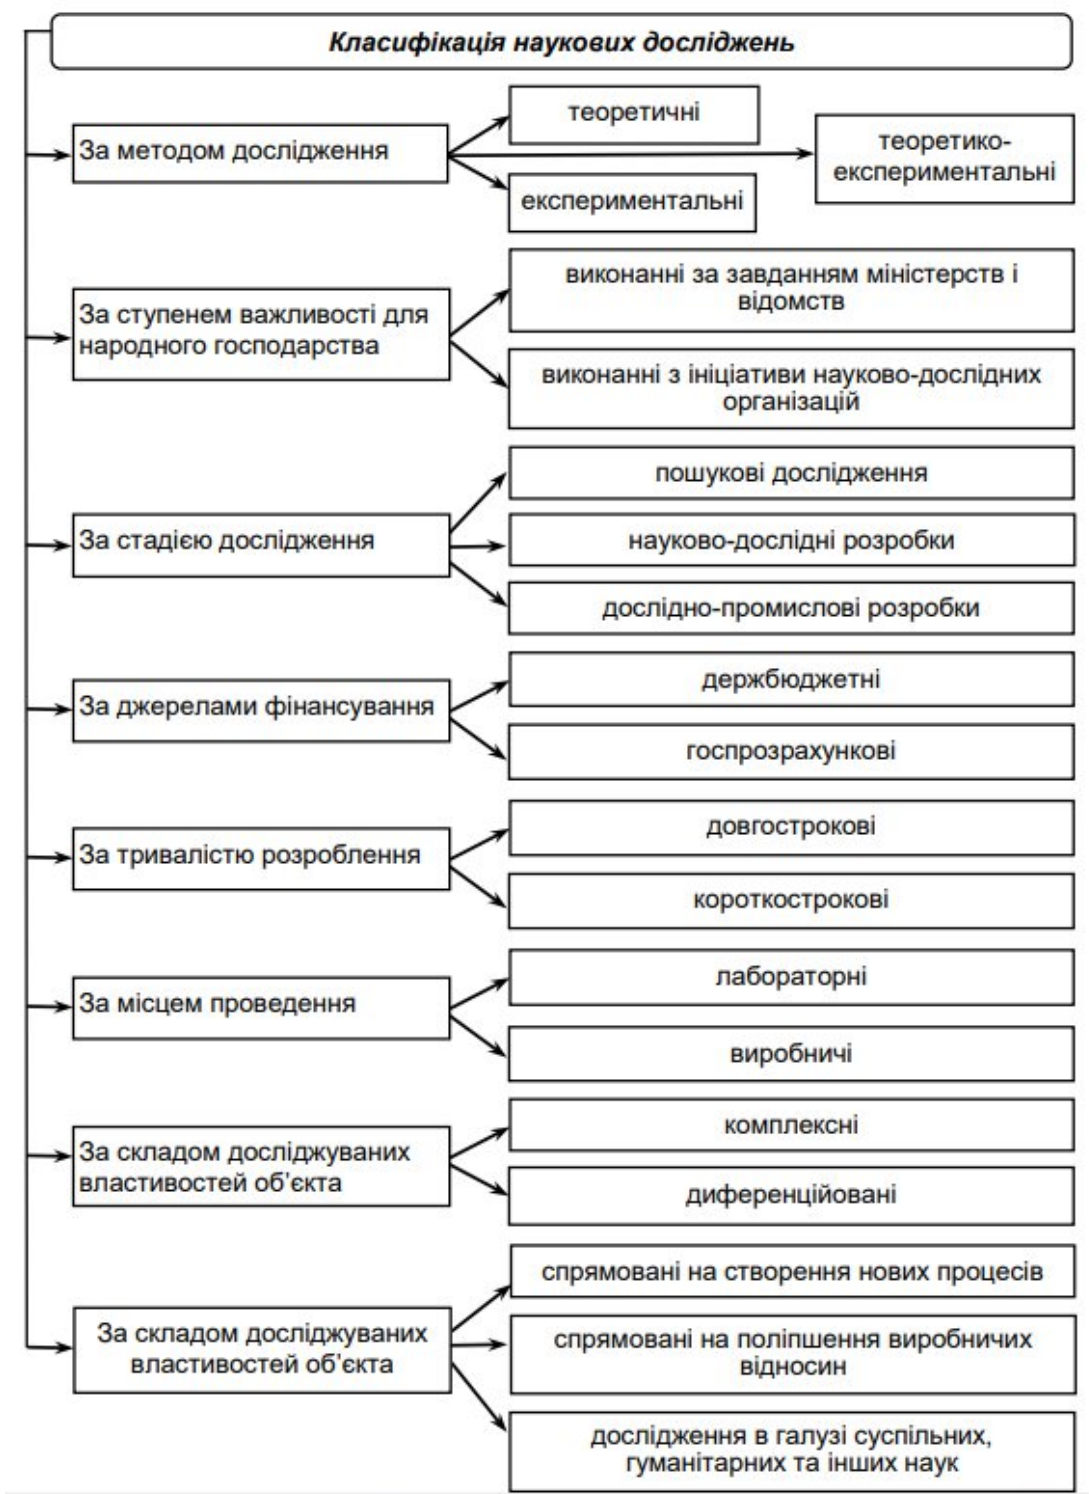 Класифікація наукових досліджень
За методом дослідження
теоретичні
теоретико-
експериментальні
експериментальні
За ступенем важливості для
народного господарства
виконанні за завданням міністерств і
відомств
виконанні з ініціативи науково-дослідних
організацій
За стадією дослідження
пошукові дослідження
науково-дослідні розробки
дослідно-промислові розробки
За джерелами фінансування
держбюджетні
госпрозрахункові
За тривалістю розроблення
довгострокові
короткострокові
За місцем проведення
лабораторні
виробничі
За складом досліджуваних
властивостей об’єкта
комплексні
диференційовані
За складом досліджуваних
властивостей об’єкта
спрямовані на створення нових процесів
спрямовані на поліпшення виробничих
відносин
дослідження в галузі суспільних,
гуманітарних та інших наук